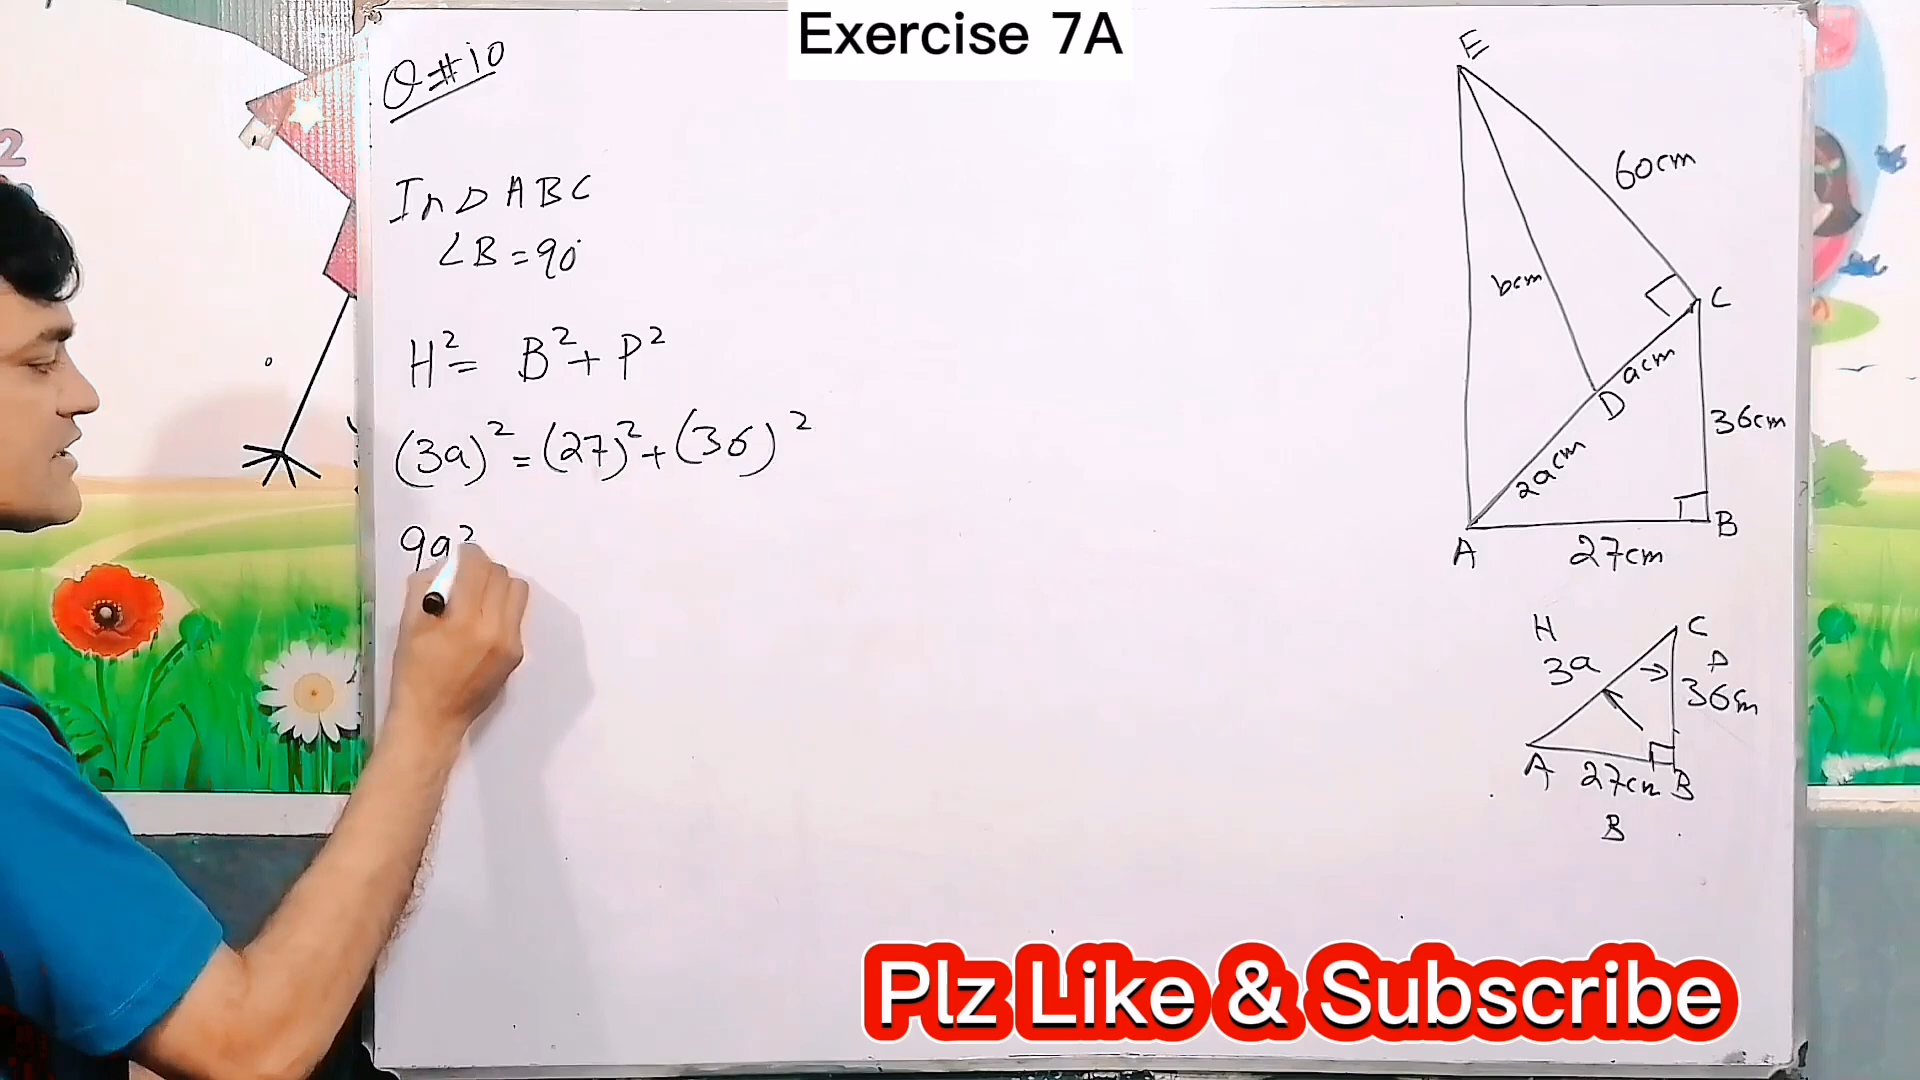 Exercise 7A
Q#10
In △ ABC
∠B=90°
H²= B²+P²
(3a)²=(27)²+(36)²
9a²
E
60cm
bcm
C
acm
D
36cm
2acm
A
B
27cm
H
C
3a
P
36cm
A
27cm
B
B
2
Plz Like & Subscribe